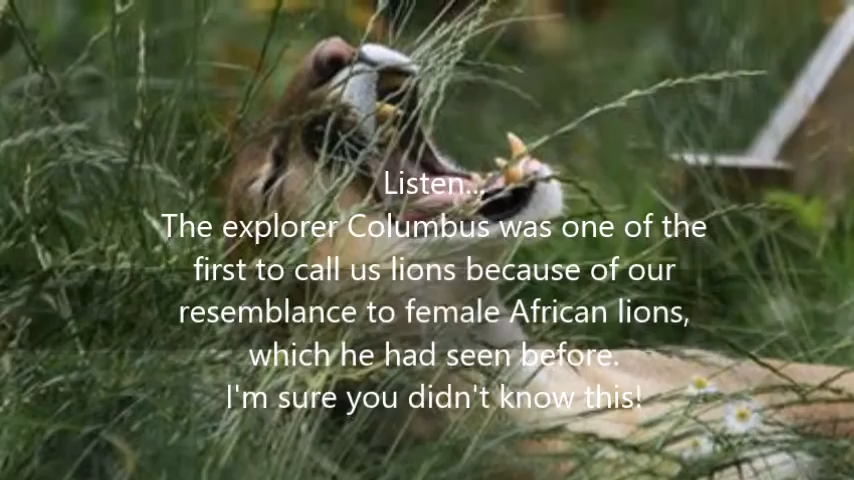 Listen...
The explorer Columbus was one of the
first to call us lions because of our
resemblance to female African lions,
which he had seen before.
I'm sure you didn't know this!